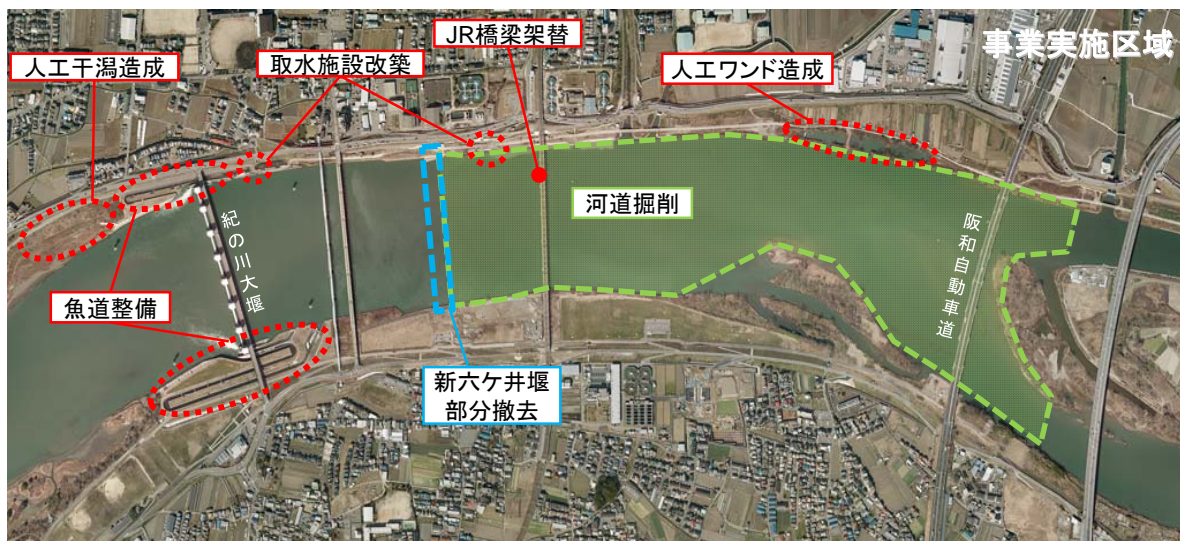 JR橋梁架替
事業実施区域
人工干潟造成
取水施設改築
人工ワンド造成
河道掘削
紀の川大堰
阪和自動車道
魚道整備
新六ケ井堰
部分撤去